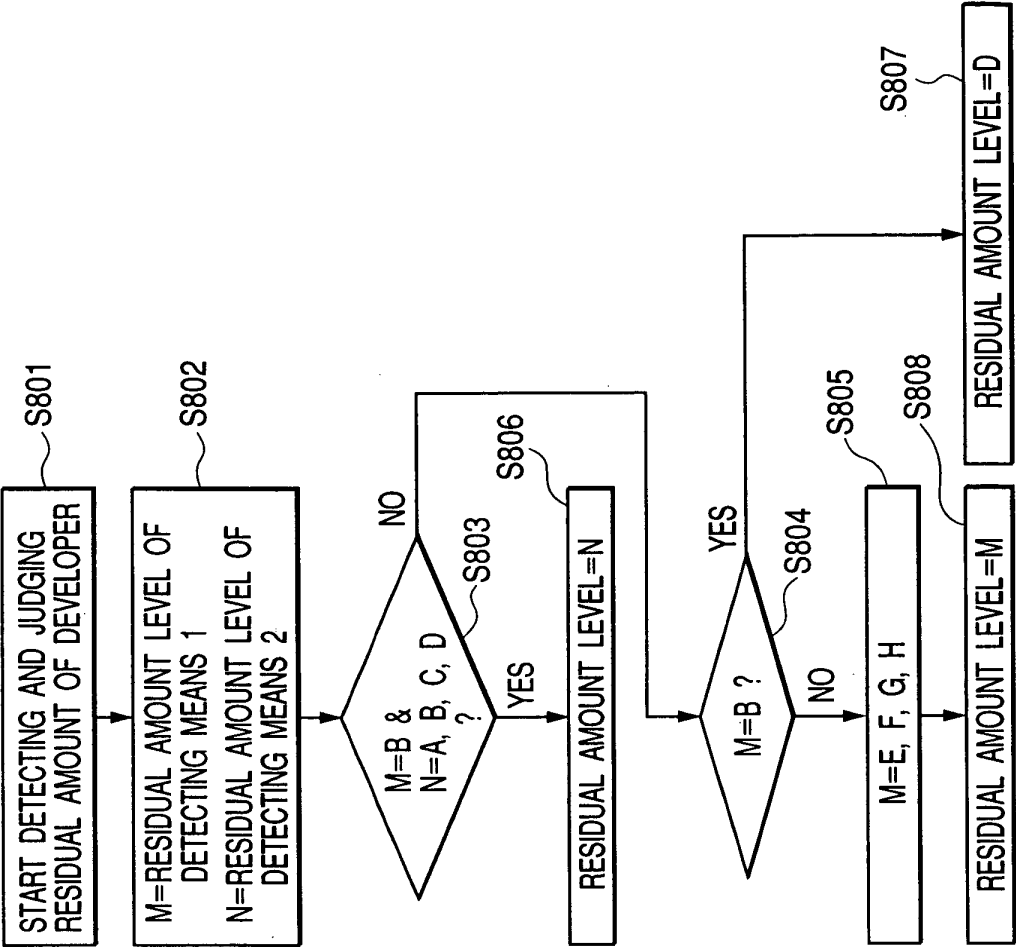 START DETECTING AND JUDGING
RESIDUAL AMOUNT OF DEVELOPER
S801
M=RESIDUAL AMOUNT LEVEL OF
DETECTING MEANS 1
N=RESIDUAL AMOUNT LEVEL OF
DETECTING MEANS 2
S802
M=B &
N=A, B, C, D
?
S803
NO
YES
RESIDUAL AMOUNT LEVEL=N
S806
M=B ?
S804
YES
NO
M=E, F, G, H
S805
RESIDUAL AMOUNT LEVEL=M
S808
RESIDUAL AMOUNT LEVEL=D
S807